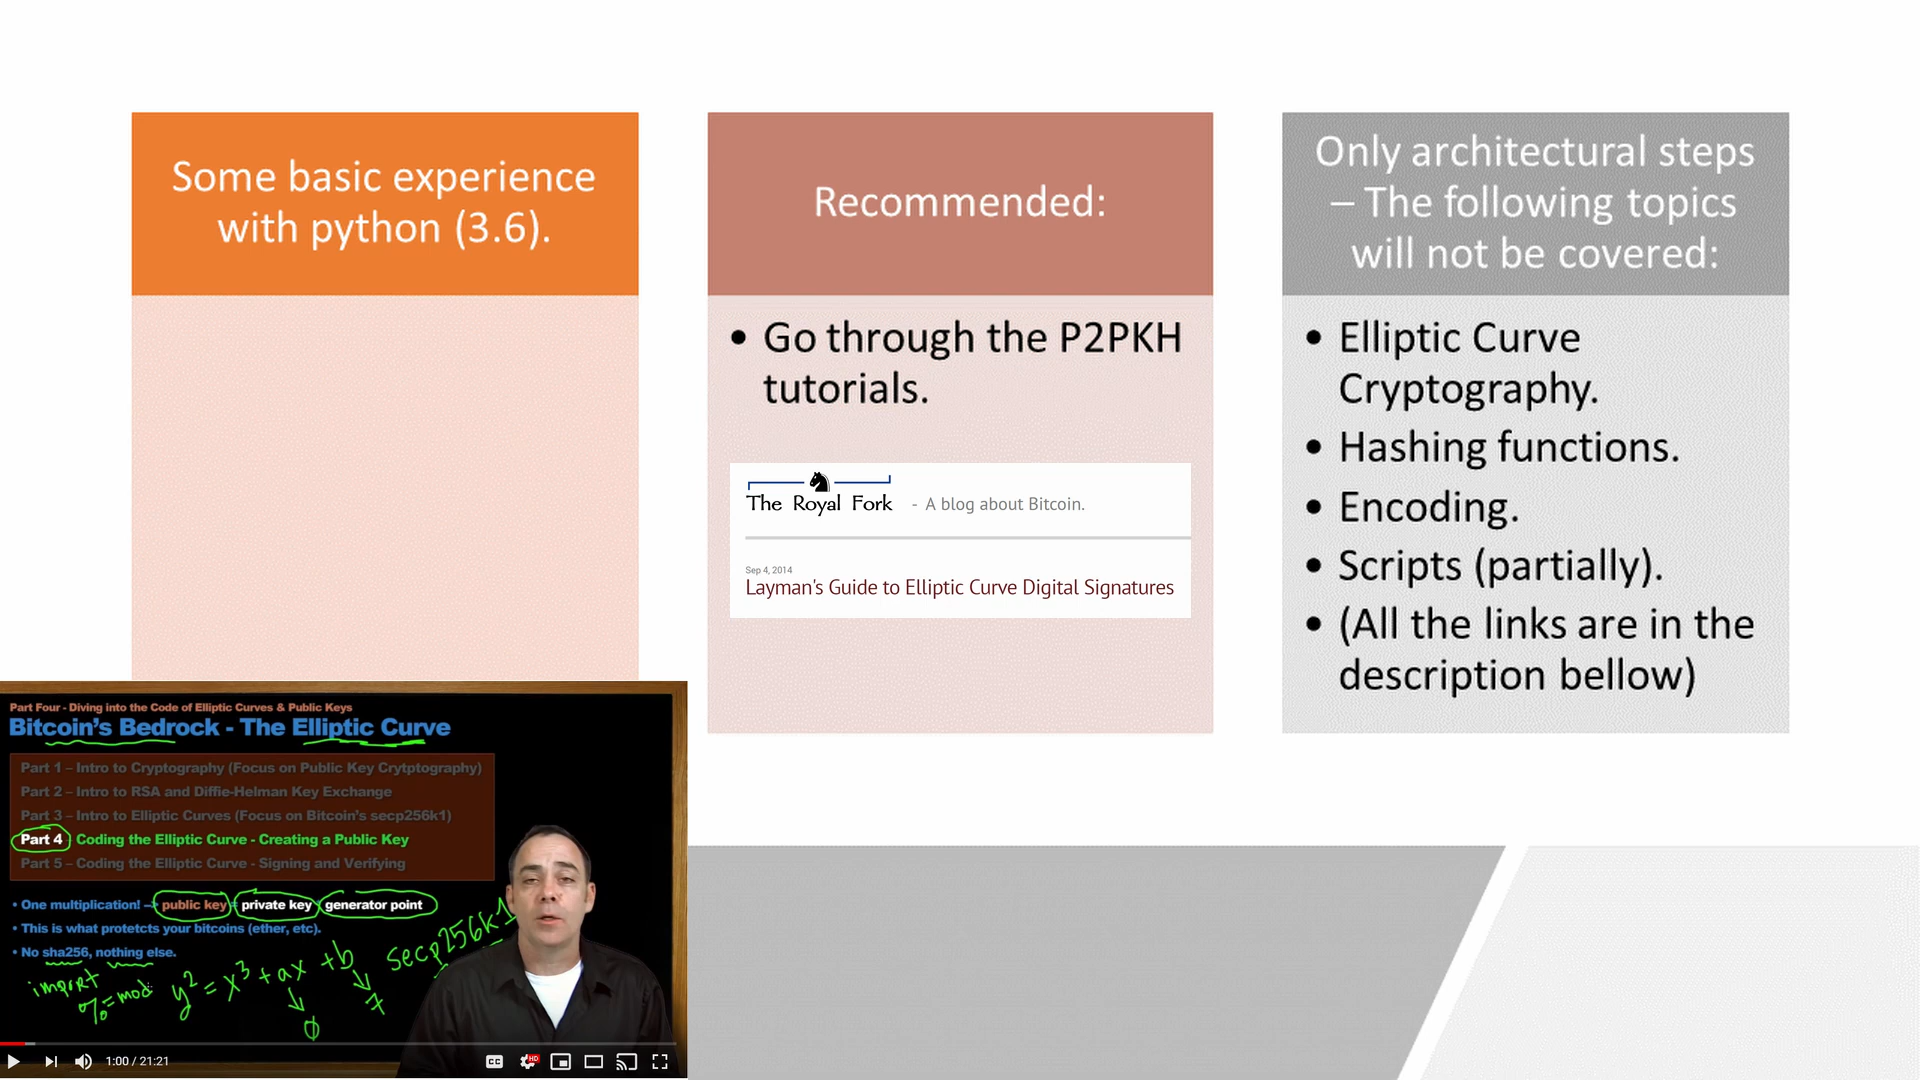 Some basic experience
with python (3.6).
Recommended:
• Go through the P2PKH
tutorials.
The Royal Fork - A blog about Bitcoin.
Sep 4, 2014
Layman's Guide to Elliptic Curve Digital Signatures
Only architectural steps
– The following topics
will not be covered:
• Elliptic Curve
Cryptography.
• Hashing functions.
• Encoding.
• Scripts (partially).
• (All the links are in the
description bellow)
Part Four - Diving into the Code of Elliptic Curves & Public Keys
Bitcoin's Bedrock - The Elliptic Curve
Part 1 – Intro to Cryptography (Focus on Public Key Crytptography)
Part 2 – Intro to RSA and Diffie-Helman Key Exchange
Part 3 – Intro to Elliptic Curves (Focus on Bitcoin's secp256k1)
Part 4 Coding the Elliptic Curve - Creating a Public Key
Part 5 – Coding the Elliptic Curve - Signing and Verifying
• One multiplication! – public key private key generator point
• This is what protetcts your bitcoins (ether, etc).
• No sha256, nothing else.
import
%=mod
y² = x³ + ax + b
0
7
secp256k1
1:00 / 21:21
CC
HD